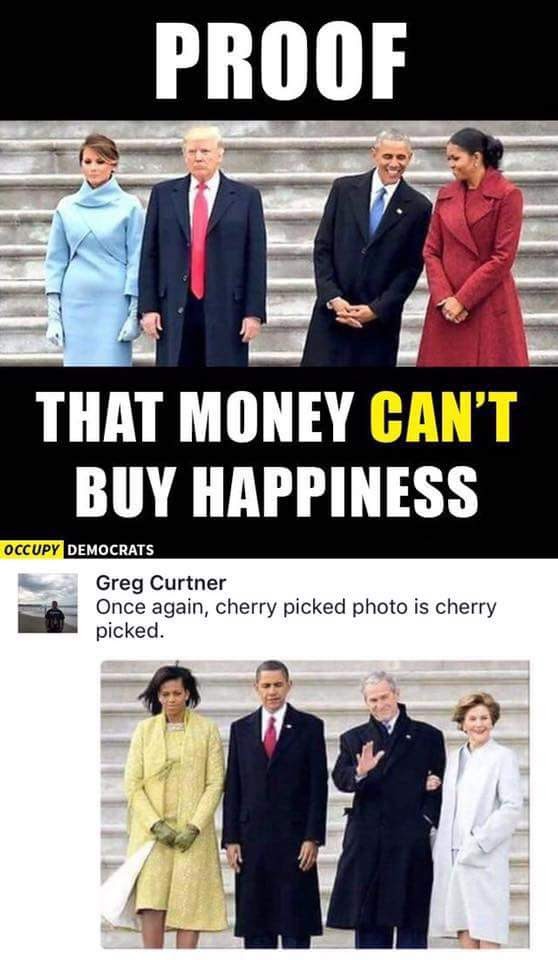 PROOF
THAT MONEY CAN'T
BUY HAPPINESS
OCCUPY DEMOCRATS
Greg Curtner
Once again, cherry picked photo is cherry
picked.